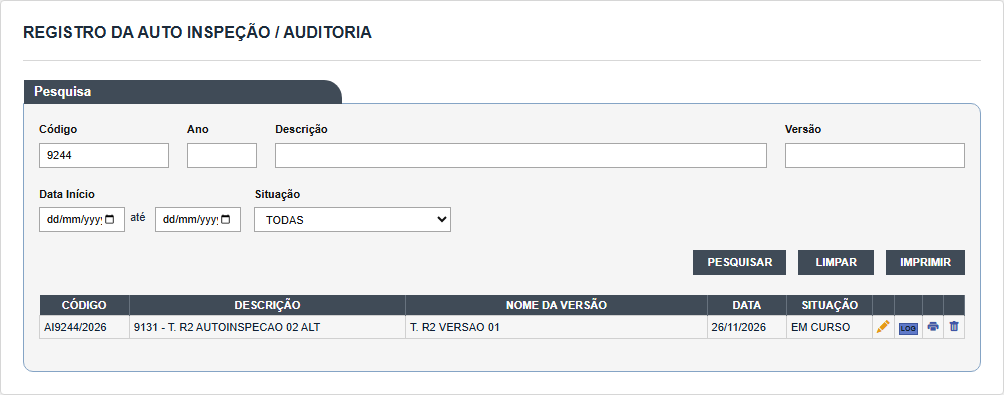 REGISTRO DA AUTO INSPEÇÃO / AUDITORIA
Pesquisa
Código Ano Descrição Versão
9244
Data Início Situação
dd/mm/yyyy até dd/mm/yyyy TODAS
PESQUISAR LIMPAR IMPRIMIR
CÓDIGO DESCRIÇÃO NOME DA VERSÃO DATA SITUAÇÃO
AI9244/2026 9131 - T. R2 AUTOINSPECAO 02 ALT T. R2 VERSAO 01 26/11/2026 EM CURSO LOG